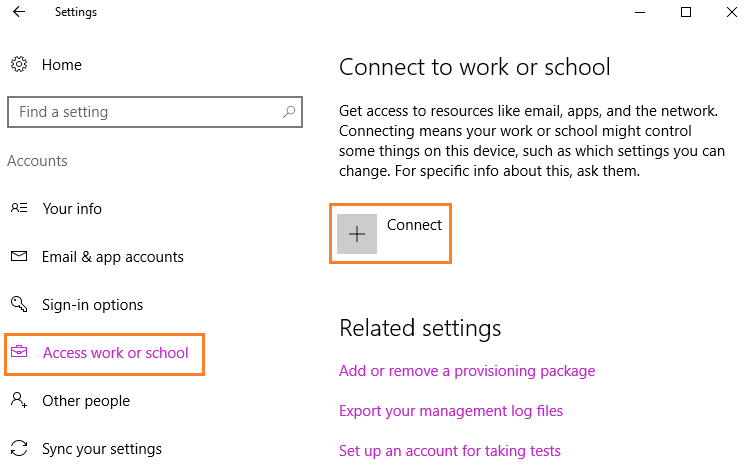 Settings
Home
Find a setting
Accounts
Your info
Email & app accounts
Sign-in options
Access work or school
Other people
Sync your settings
Connect to work or school
Get access to resources like email, apps, and the network.
Connecting means your work or school might control
some things on this device, such as which settings you can
change. For specific info about this, ask them.
Connect
Related settings
Add or remove a provisioning package
Export your management log files
Set up an account for taking tests